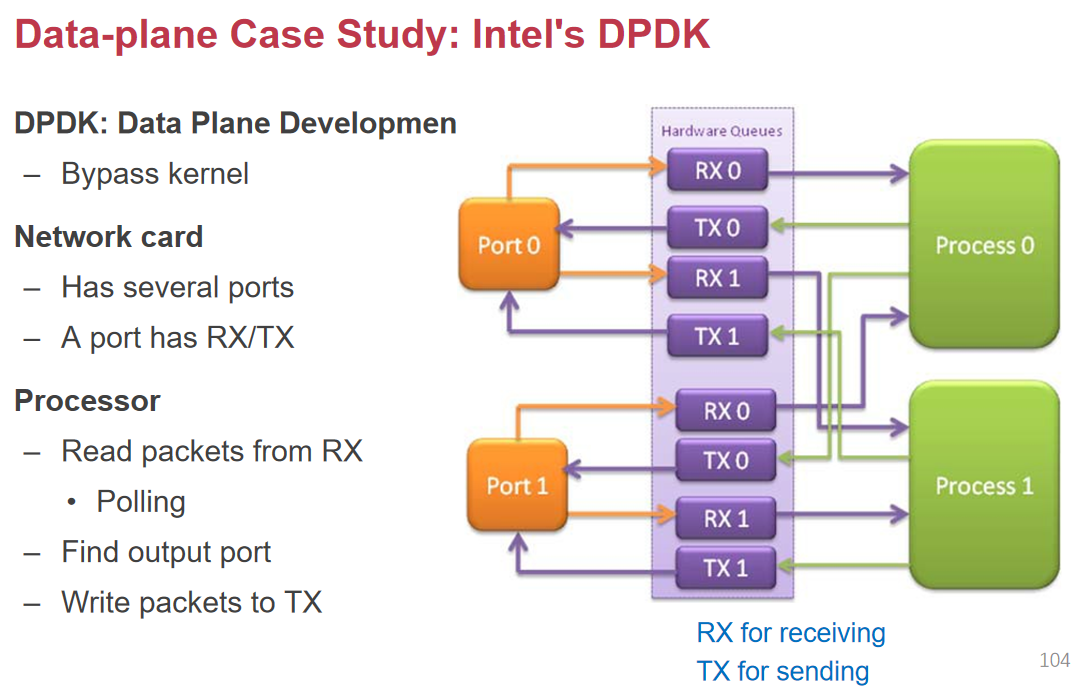 Data-plane Case Study: Intel's DPDK
DPDK: Data Plane Developmen
– Bypass kernel
Network card
– Has several ports
– A port has RX/TX
Processor
– Read packets from RX
• Polling
– Find output port
– Write packets to TX
Hardware Queues
RX 0
TX 0
RX 1
TX 1
Port 0
Process 0
RX 0
TX 0
RX 1
TX 1
Port 1
Process 1
RX for receiving
TX for sending
104